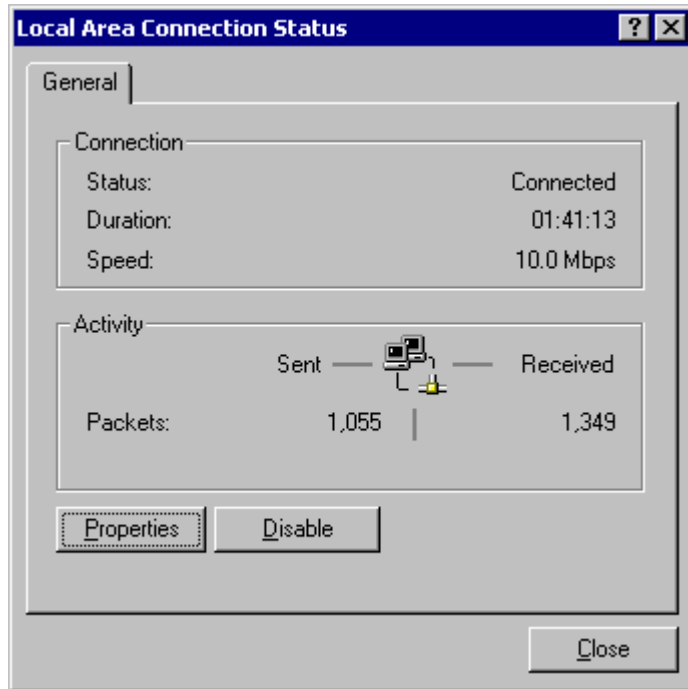 Local Area Connection Status
General
Connection
Status: Connected
Duration: 01:41:13
Speed: 10.0 Mbps
Activity
Sent Received
Packets: 1,055 1,349
Properties Disable
Close